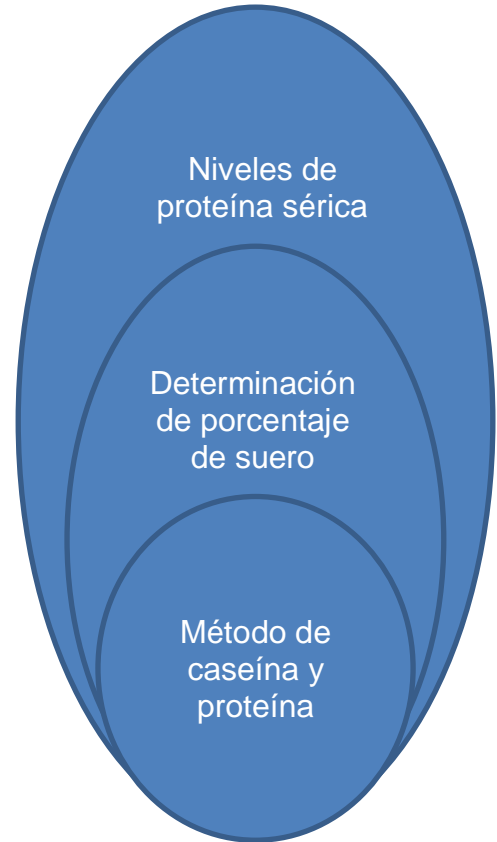 Niveles de
proteína sérica
Determinación
de porcentaje
de suero
Método de
caseína y
proteína